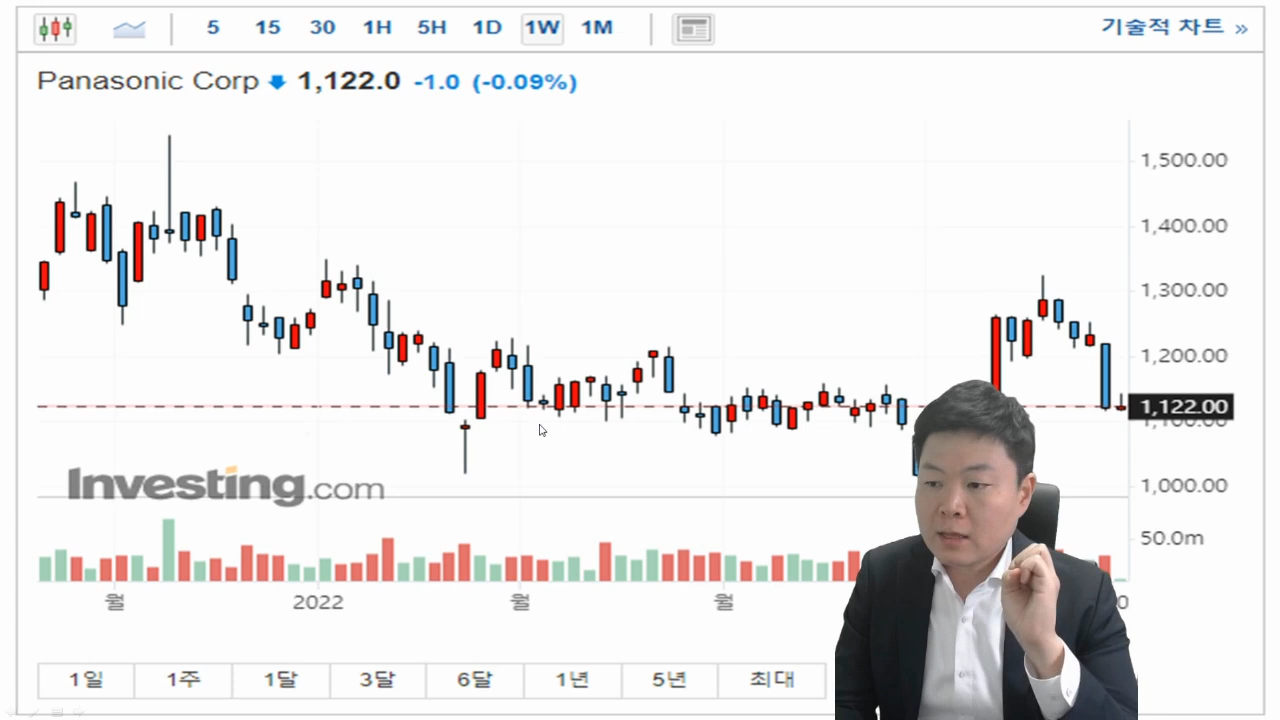 5 15 30 1H 5H 1D 1W 1M 기술적 차트 »
Panasonic Corp 1,122.0 -1.0 (-0.09%)
1,500.00
1,400.00
1,300.00
1,200.00
1,122.00
1,100.00
1,000.00
Investing.com
50.0m
월 2022 월 월
1일 1주 1달 3달 6달 1년 5년 최대